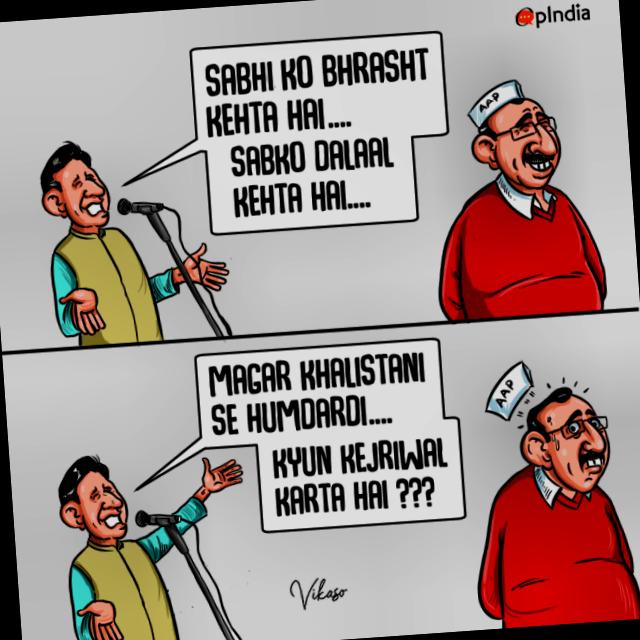 OpIndia
SABHI KO BHRASHT
KEHTA HAI....
SABKO DALAAL
KEHTA HAI....
AAP
MAGAR KHALISTANI
SE HUMDARDI....
KYUN KEJRIWAL
KARTA HAI ???
AAP
Vikaso